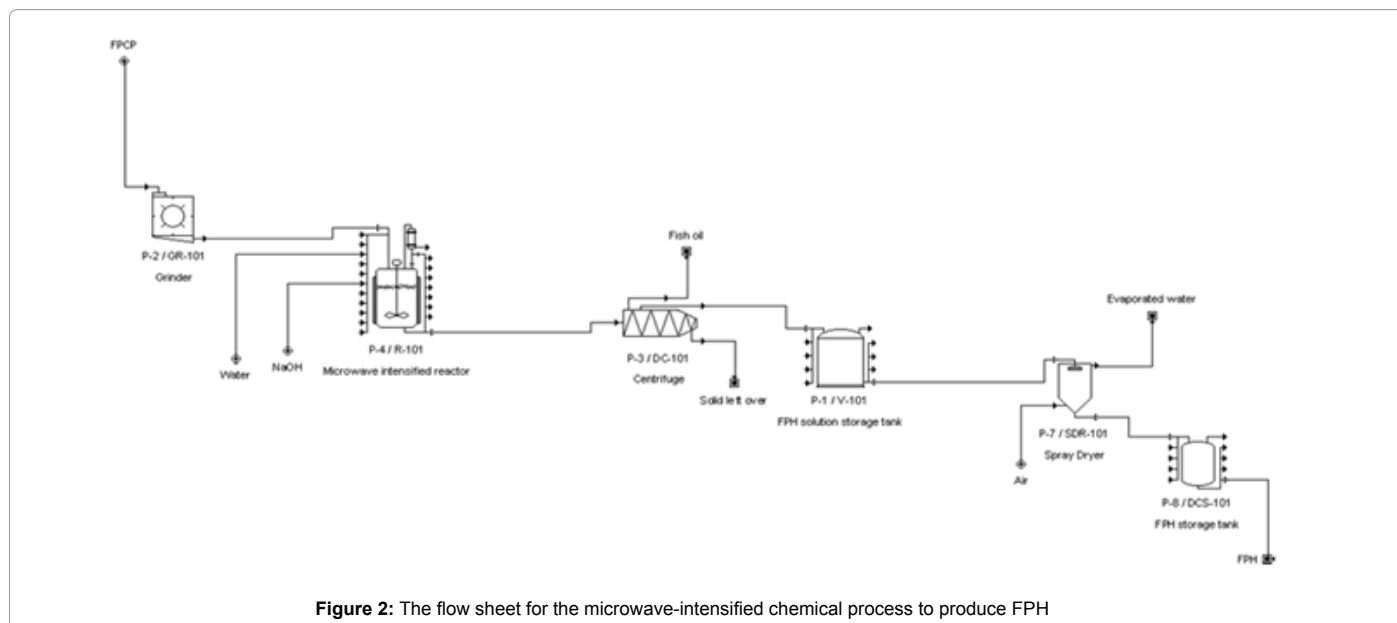 FPCP
P-2 / GR-101
Grinder
Water
NaOH
P-4 / R-101
Microwave intensified reactor
Fish oil
P-3 / DC-101
Centrifuge
Solid left over
P-1 / V-101
FPH solution storage tank
Evaporated water
P-7 / SDR-101
Spray Dryer
Air
P-8 / DCS-101
FPH storage tank
FPH
Figure 2: The flow sheet for the microwave-intensified chemical process to produce FPH